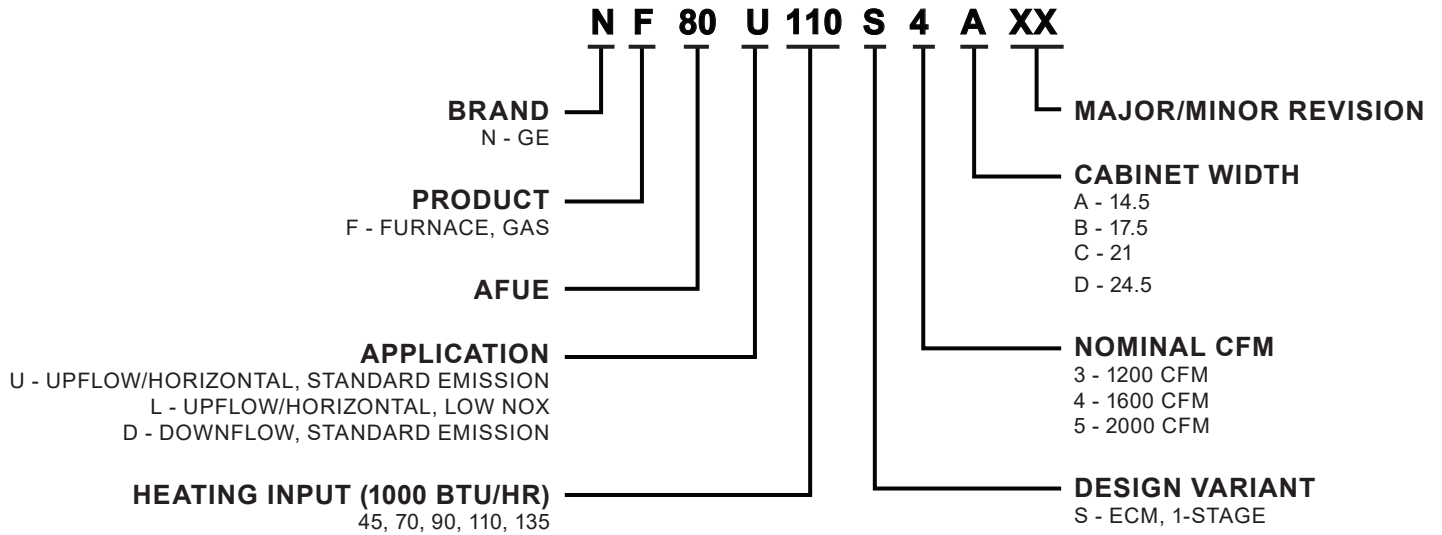 N F 80 U 110 S 4 A XX
BRAND
N - GE
PRODUCT
F - FURNACE, GAS
AFUE
APPLICATION
U - UPFLOW/HORIZONTAL, STANDARD EMISSION
L - UPFLOW/HORIZONTAL, LOW NOX
D - DOWNFLOW, STANDARD EMISSION
HEATING INPUT (1000 BTU/HR)
45, 70, 90, 110, 135
MAJOR/MINOR REVISION
CABINET WIDTH
A - 14.5
B - 17.5
C - 21
D - 24.5
NOMINAL CFM
3 - 1200 CFM
4 - 1600 CFM
5 - 2000 CFM
DESIGN VARIANT
S - ECM, 1-STAGE